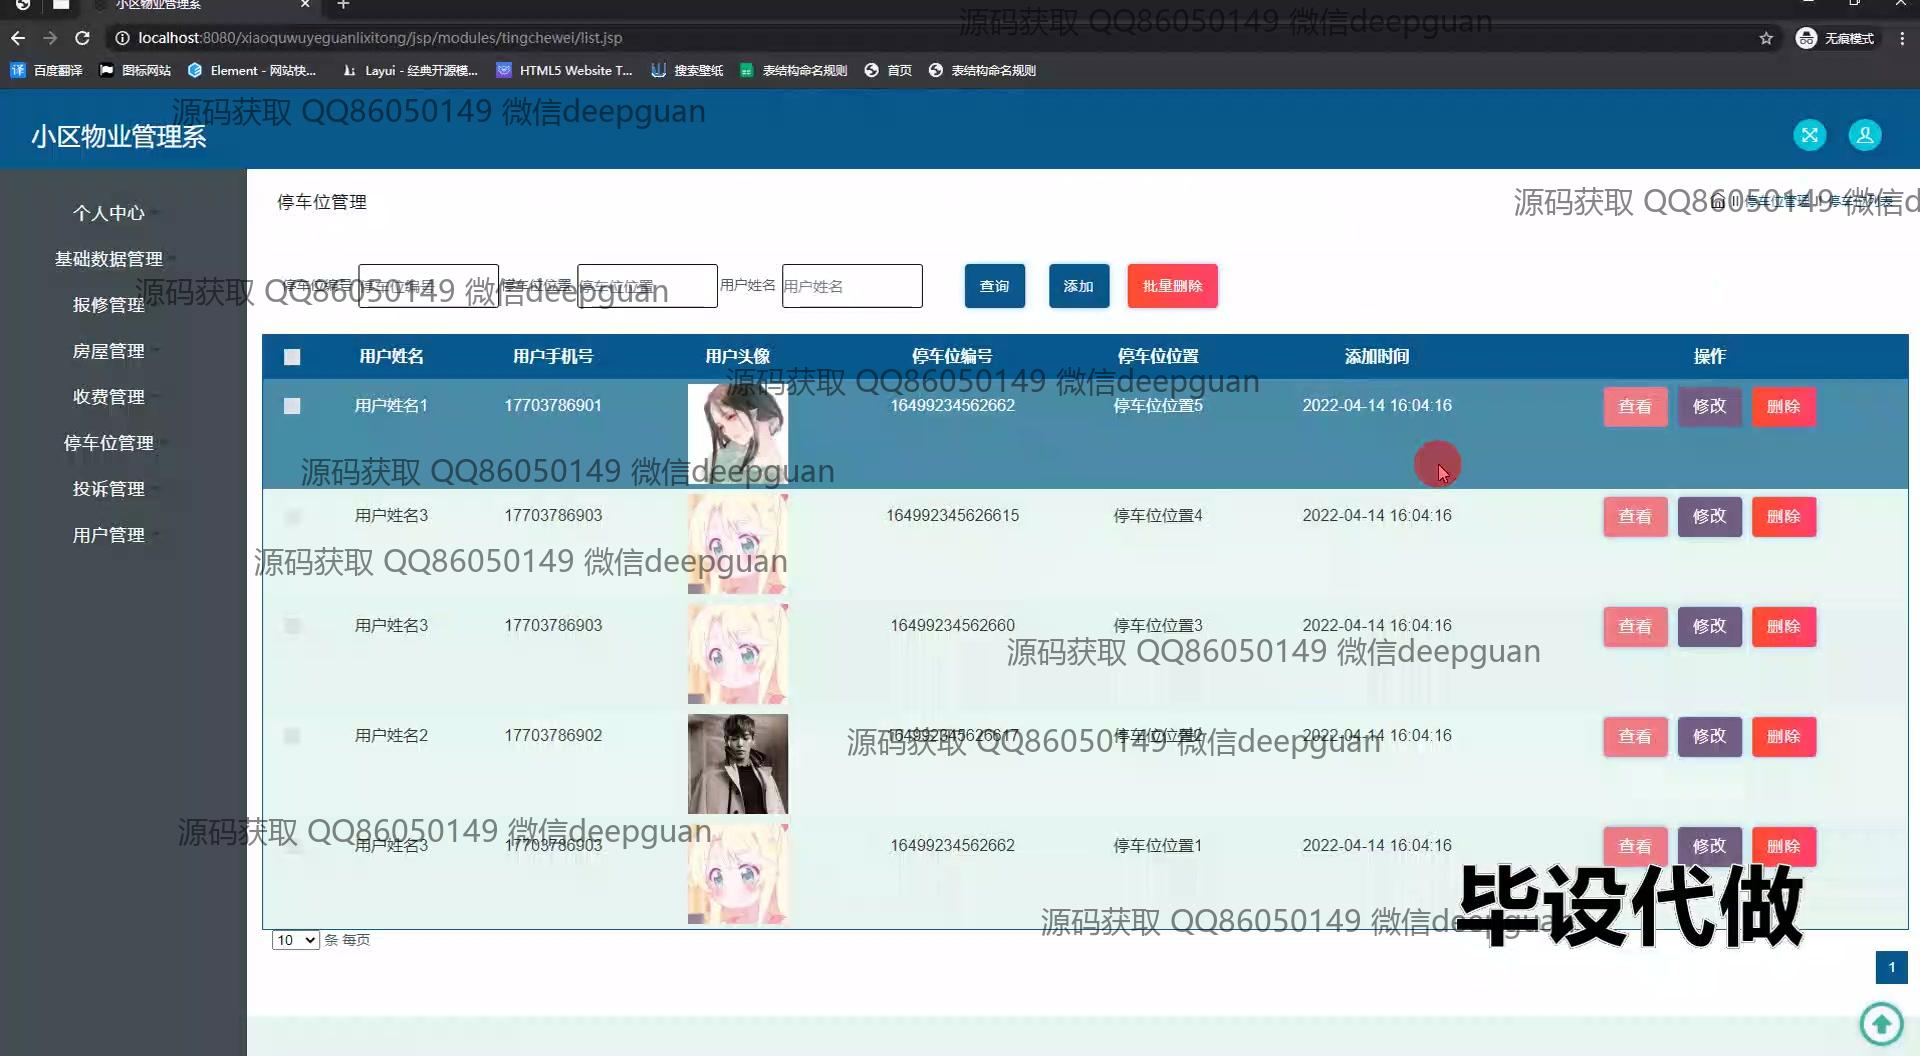 小区物业管理系
localhost:8080/xiaoquwuyeguanlixitong/jsp/modules/tingchewei/list.jsp
无痕模式
百度翻译
图标网站
Element - 网站快...
Layui - 经典开源模...
HTML5 Website T...
搜索壁纸
表结构命名规则
首页
表结构命名规则
源码获取 QQ86050149 微信deepguan
源码获取 QQ86050149 微信deepguan
小区物业管理系
个人中心
基础数据管理
报修管理
房屋管理
收费管理
停车位管理
投诉管理
用户管理
停车位管理
停车位管理 停车位列表
源码获取 QQ86050149 微信d
停车位编号 停车位编号 停车位位置 停车位位置 用户姓名 用户姓名 查询 添加 批量删除
源码获取 QQ86050149 微信deepguan
用户姓名 用户手机号 用户头像 停车位编号 停车位位置 添加时间 操作
源码获取 QQ86050149 微信deepguan
用户姓名1 17703786901 16499234562662 停车位位置5 2022-04-14 16:04:16 查看 修改 删除
源码获取 QQ86050149 微信deepguan
用户姓名3 17703786903 164992345626615 停车位位置4 2022-04-14 16:04:16 查看 修改 删除
源码获取 QQ86050149 微信deepguan
用户姓名3 17703786903 16499234562660 停车位位置3 2022-04-14 16:04:16 查看 修改 删除
源码获取 QQ86050149 微信deepguan
用户姓名2 17703786902 164992345626617 停车位位置2 2022-04-14 16:04:16 查看 修改 删除
源码获取 QQ86050149 微信deepguan
源码获取 QQ86050149 微信deepguan
用户姓名3 17703786903 16499234562662 停车位位置1 2022-04-14 16:04:16 查看 修改 删除
毕设代做
源码获取 QQ86050149 微信deepguan
10 条 每页
1